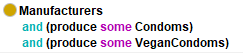 Manufacturers
and (produce some Condoms)
and (produce some VeganCondoms)